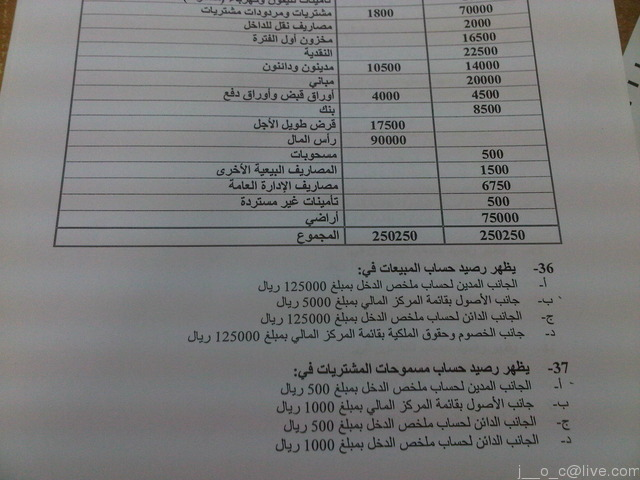 70000 مشتريات ومردودات مشتريات 1800
2000 مصاريف نقل للداخل
16500 مخزون أول الفترة
22500 النقدية
14000 مدينون ودائنون 10500
20000 مباني
4500 أوراق قبض وأوراق دفع 4000
8500 بنك
قرض طويل الأجل 17500
رأس المال 90000
500 مسحوبات
1500 المصاريف البيعية الأخرى
6750 مصاريف الإدارة العامة
500 تأمينات غير مستردة
75000 أراضي
250250 المجموع 250250
36- يظهر رصيد حساب المبيعات في:
أ- الجانب المدين لحساب ملخص الدخل بمبلغ 125000 ريال
ب- جانب الأصول بقائمة المركز المالي بمبلغ 5000 ريال
ج- الجانب الدائن لحساب ملخص الدخل بمبلغ 125000 ريال
د- جانب الخصوم وحقوق الملكية بقائمة المركز المالي بمبلغ 125000 ريال
37- يظهر رصيد حساب مسموحات المشتريات في:
أ- الجانب المدين لحساب ملخص الدخل بمبلغ 500 ريال
ب- جانب الأصول بقائمة المركز المالي بمبلغ 1000 ريال
ج- الجانب الدائن لحساب ملخص الدخل بمبلغ 500 ريال
د- الجانب الدائن لحساب ملخص الدخل بمبلغ 1000 ريال
j__o_c@live.com